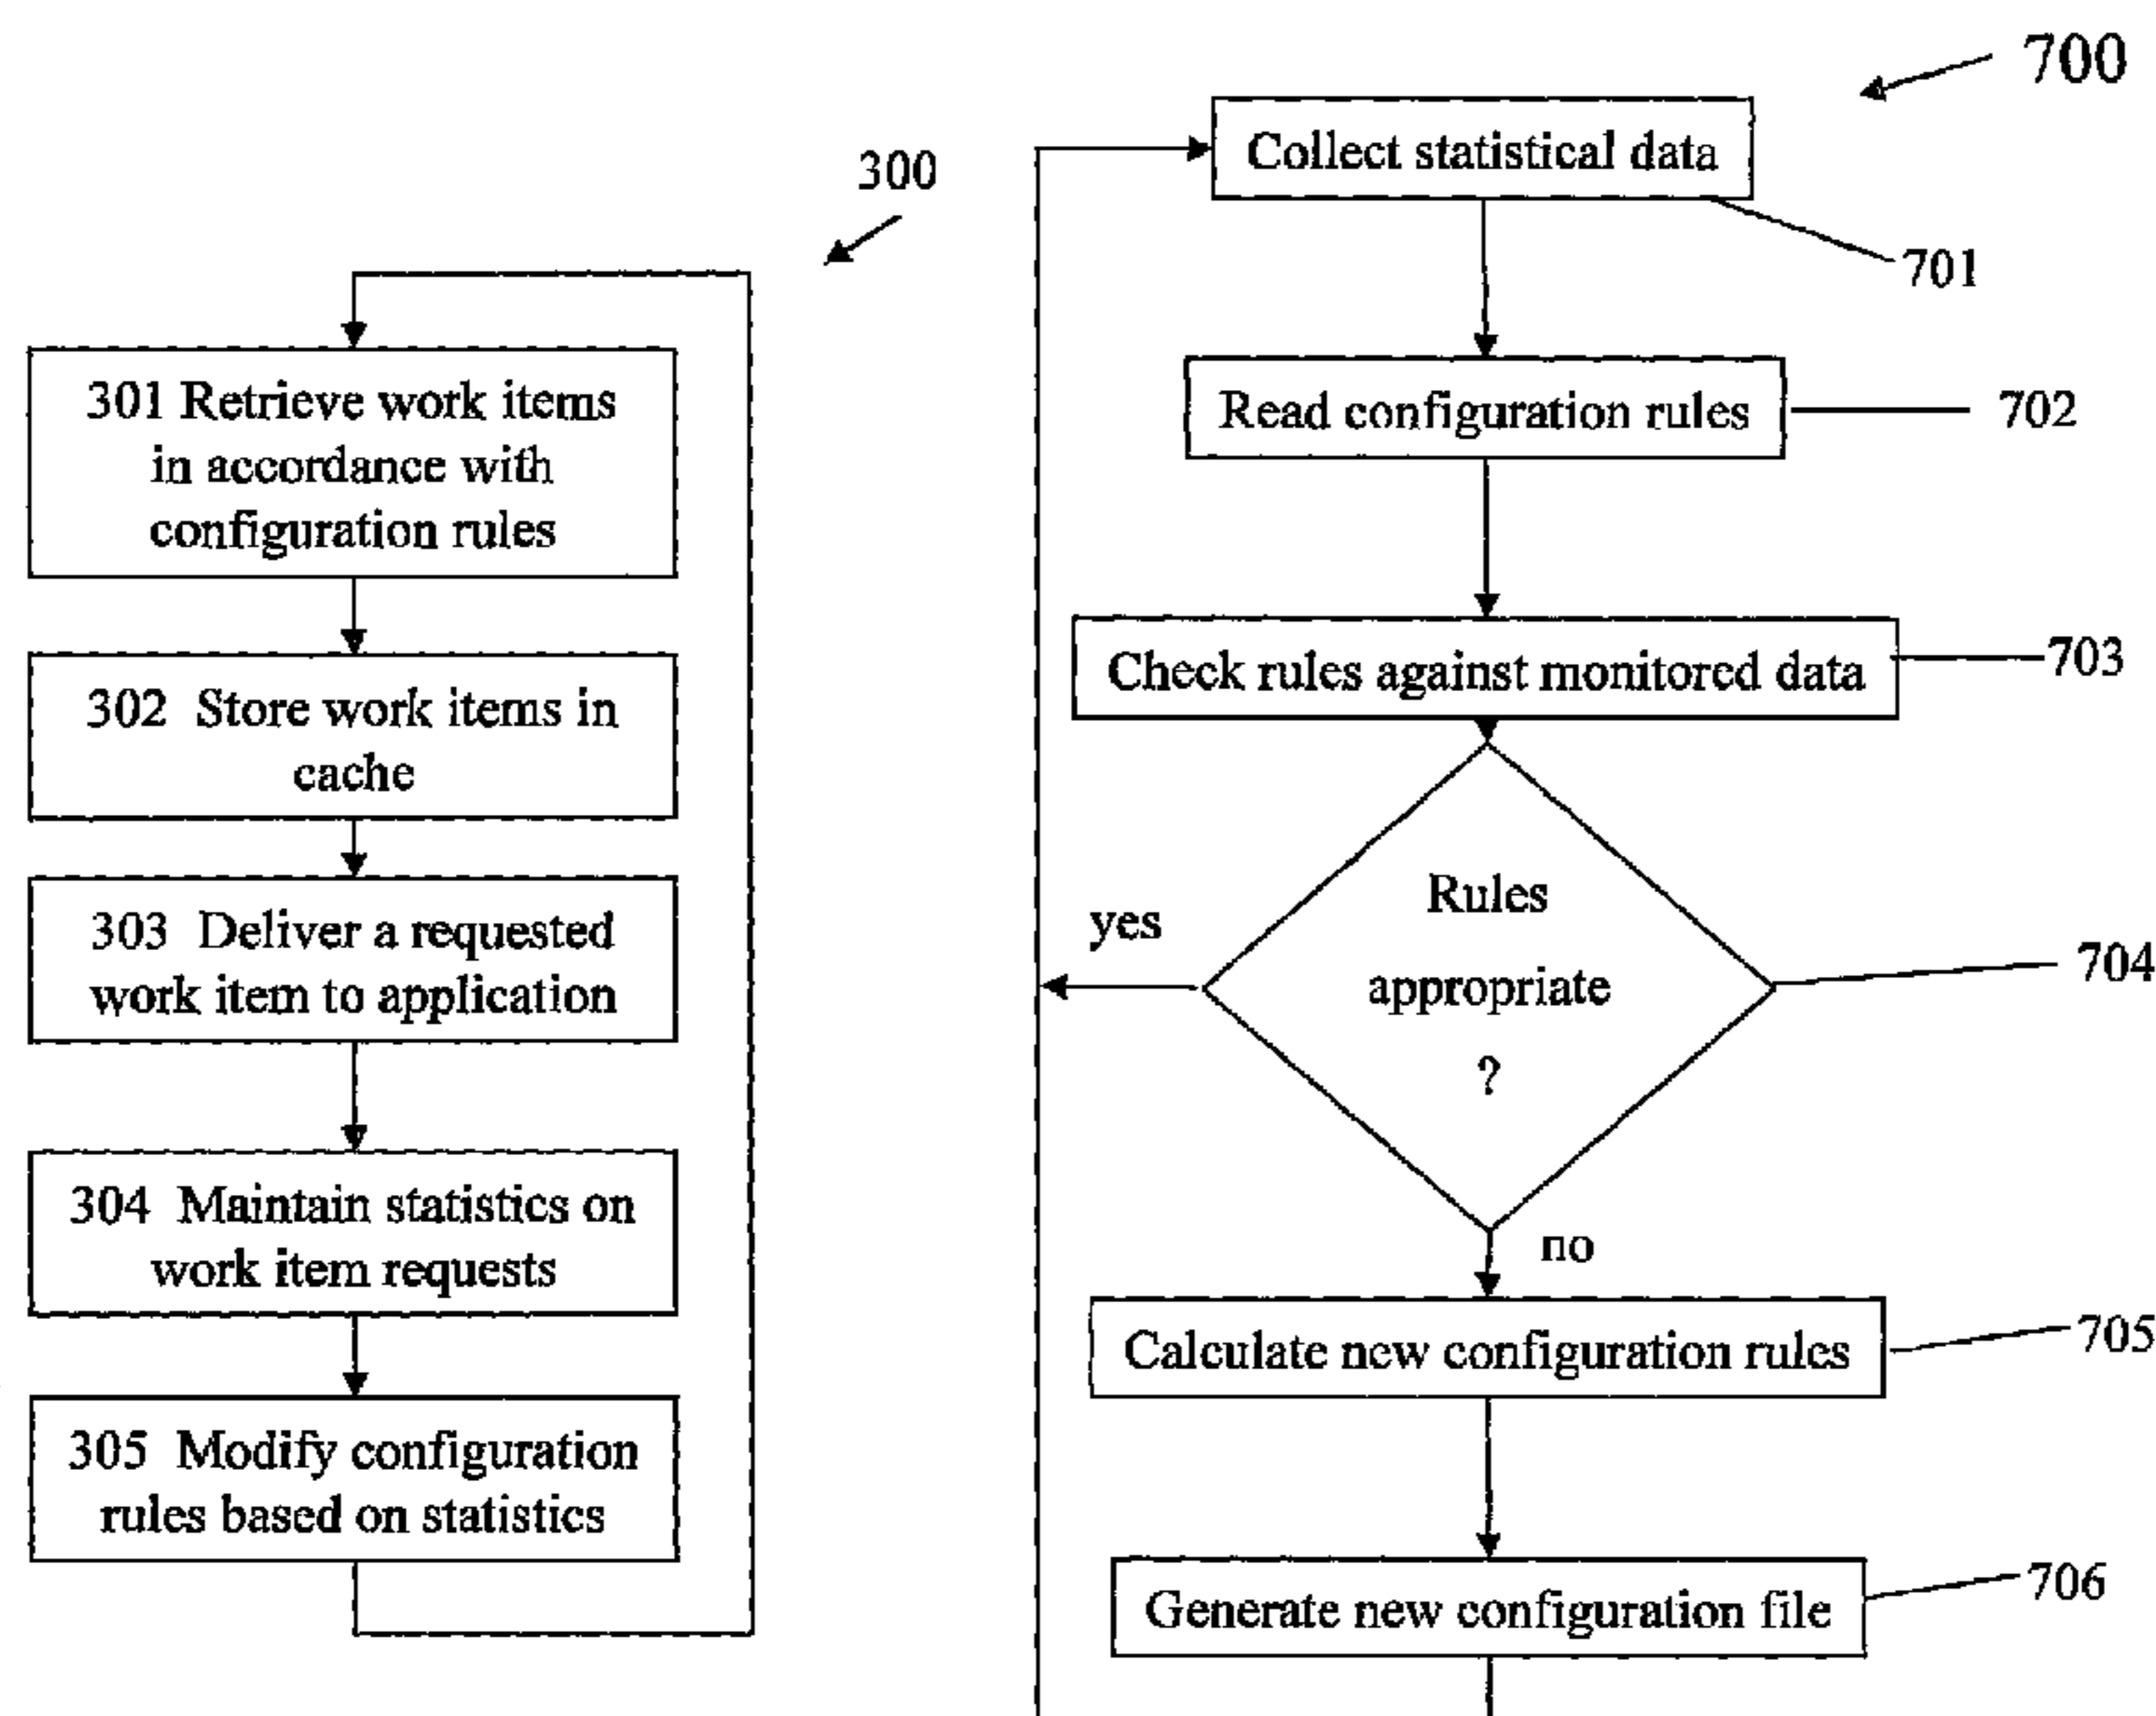 300
301 Retrieve work items
in accordance with
configuration rules
302 Store work items in
cache
303 Deliver a requested
work item to application
304 Maintain statistics on
work item requests
305 Modify configuration
rules based on statistics
700
Collect statistical data
701
Read configuration rules
702
Check rules against monitored data
703
Rules
appropriate
?
704
yes
no
Calculate new configuration rules
705
Generate new configuration file
706